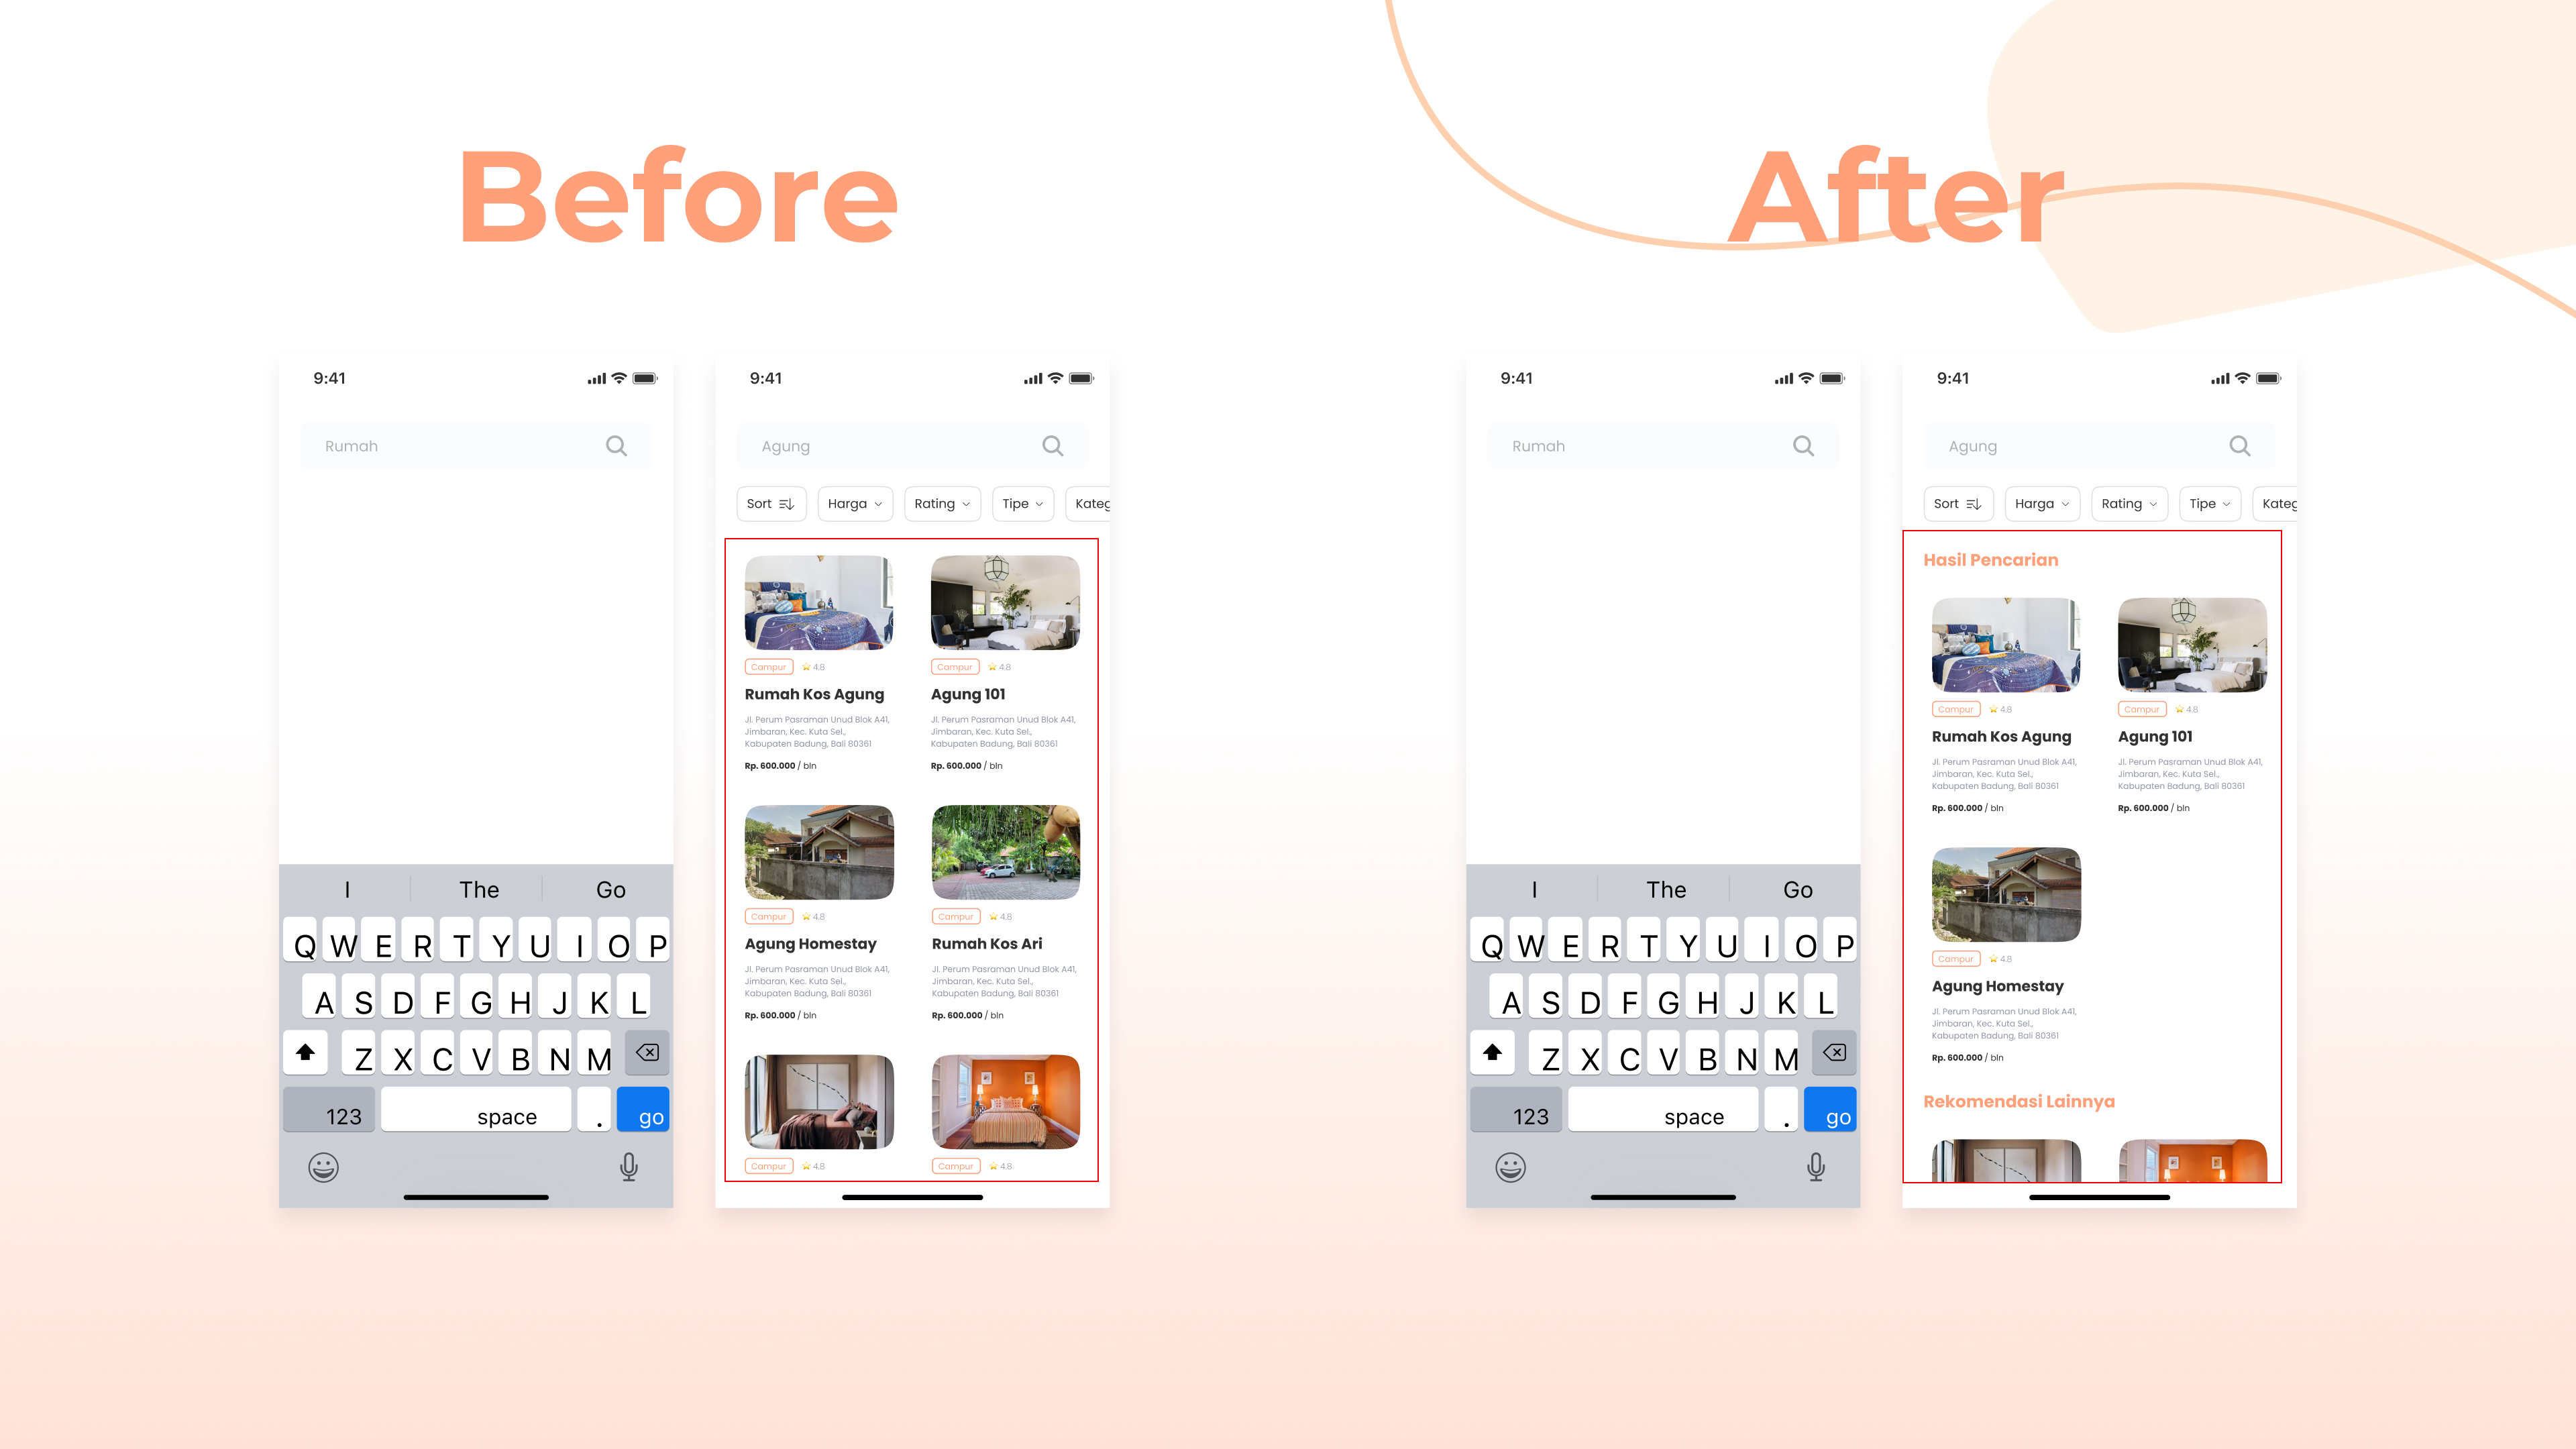 Before
After
9:41
Rumah
I The Go
Q W E R T Y U I O P
A S D F G H J K L
Z X C V B N M
123 space . go
9:41
Agung
Sort Harga Rating Tipe Kateg
Campur 4.8
Rumah Kos Agung
Jl. Perum Pasraman Unud Blok A41,
Jimbaran, Kec. Kuta Sel.,
Kabupaten Badung, Bali 80361
Rp. 600.000 / bln
Campur 4.8
Agung 101
Jl. Perum Pasraman Unud Blok A41,
Jimbaran, Kec. Kuta Sel.,
Kabupaten Badung, Bali 80361
Rp. 600.000 / bln
Campur 4.8
Agung Homestay
Jl. Perum Pasraman Unud Blok A41,
Jimbaran, Kec. Kuta Sel.,
Kabupaten Badung, Bali 80361
Rp. 600.000 / bln
Campur 4.8
Rumah Kos Ari
Jl. Perum Pasraman Unud Blok A41,
Jimbaran, Kec. Kuta Sel.,
Kabupaten Badung, Bali 80361
Rp. 600.000 / bln
Campur 4.8
Campur 4.8
9:41
Rumah
I The Go
Q W E R T Y U I O P
A S D F G H J K L
Z X C V B N M
123 space . go
9:41
Agung
Sort Harga Rating Tipe Kateg
Hasil Pencarian
Campur 4.8
Rumah Kos Agung
Jl. Perum Pasraman Unud Blok A41,
Jimbaran, Kec. Kuta Sel.,
Kabupaten Badung, Bali 80361
Rp. 600.000 / bln
Campur 4.8
Agung 101
Jl. Perum Pasraman Unud Blok A41,
Jimbaran, Kec. Kuta Sel.,
Kabupaten Badung, Bali 80361
Rp. 600.000 / bln
Campur 4.8
Agung Homestay
Jl. Perum Pasraman Unud Blok A41,
Jimbaran, Kec. Kuta Sel.,
Kabupaten Badung, Bali 80361
Rp. 600.000 / bln
Rekomendasi Lainnya